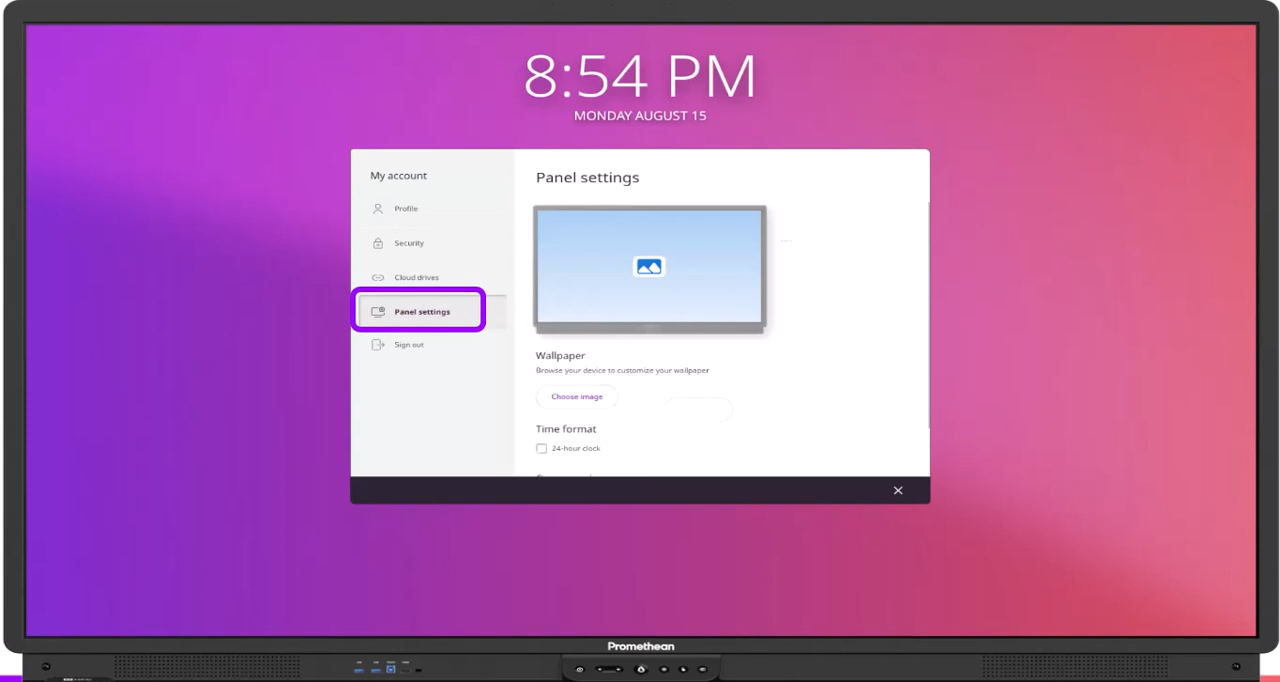 8:54 PM
MONDAY AUGUST 15
My account
Profile
Security
Cloud drives
Panel settings
Sign out
Panel settings
Wallpaper
Browse your device to customize your wallpaper
Choose image
Time format
24-hour clock
Promethean